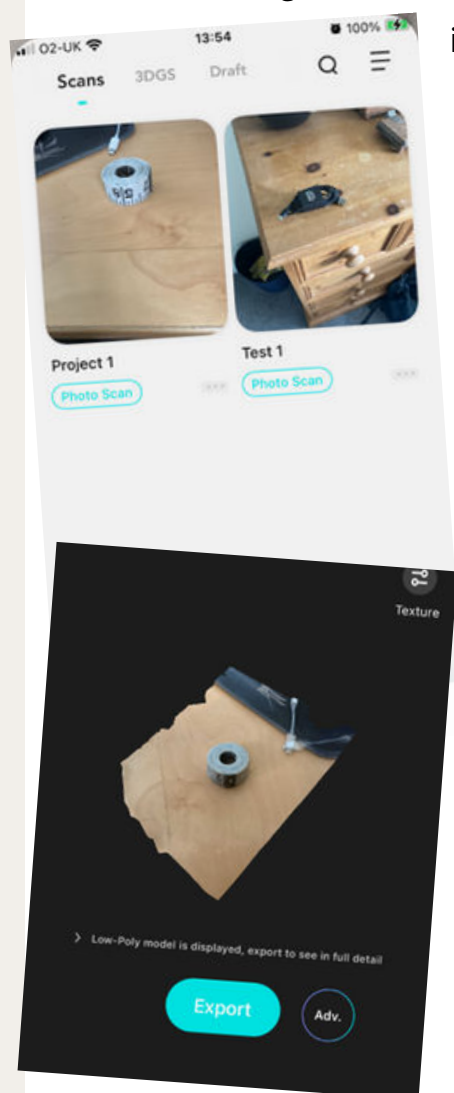 O2-UK 13:54 100%
Scans 3DGS Draft
Project 1
Test 1
Photo Scan
Photo Scan
Texture
Low-Poly model is displayed, export to see in full detail
Export
Adv.